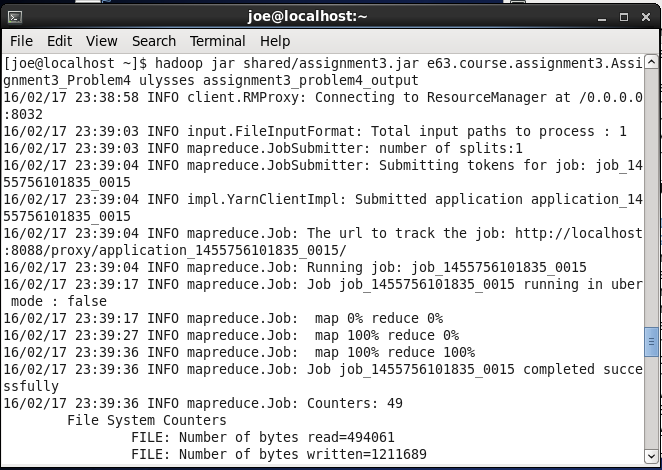 joe@localhost:~
File Edit View Search Terminal Help
[joe@localhost ~]$ hadoop jar shared/assignment3.jar e63.course.assignment3.Assi
gnment3_Problem4 ulysses assignment3_problem4_output
16/02/17 23:38:58 INFO client.RMProxy: Connecting to ResourceManager at /0.0.0.0
:8032
16/02/17 23:39:03 INFO input.FileInputFormat: Total input paths to process : 1
16/02/17 23:39:03 INFO mapreduce.JobSubmitter: number of splits:1
16/02/17 23:39:04 INFO mapreduce.JobSubmitter: Submitting tokens for job: job_14
55756101835_0015
16/02/17 23:39:04 INFO impl.YarnClientImpl: Submitted application application_14
55756101835_0015
16/02/17 23:39:04 INFO mapreduce.Job: The url to track the job: http://localhost
:8088/proxy/application_1455756101835_0015/
16/02/17 23:39:04 INFO mapreduce.Job: Running job: job_1455756101835_0015
16/02/17 23:39:17 INFO mapreduce.Job: Job job_1455756101835_0015 running in uber
 mode : false
16/02/17 23:39:17 INFO mapreduce.Job:  map 0% reduce 0%
16/02/17 23:39:27 INFO mapreduce.Job:  map 100% reduce 0%
16/02/17 23:39:36 INFO mapreduce.Job:  map 100% reduce 100%
16/02/17 23:39:36 INFO mapreduce.Job: Job job_1455756101835_0015 completed succe
ssfully
16/02/17 23:39:36 INFO mapreduce.Job: Counters: 49
        File System Counters
                FILE: Number of bytes read=494061
                FILE: Number of bytes written=1211689